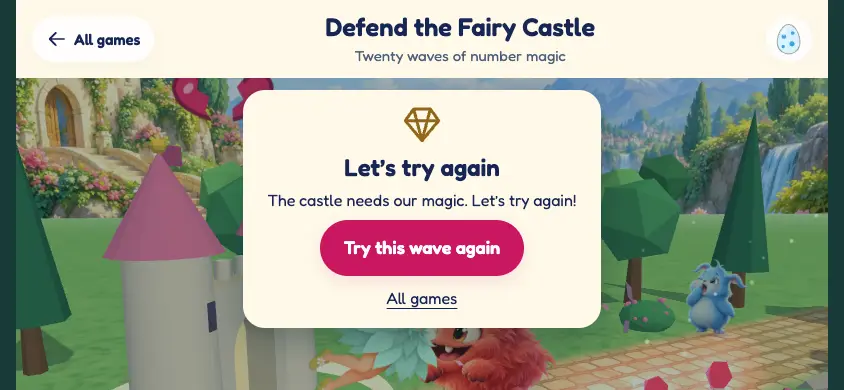 Defend the Fairy Castle
All games
Twenty waves of number magic
Let's try again
The castle needs our magic. Let's try again!
Try this wave again
All games